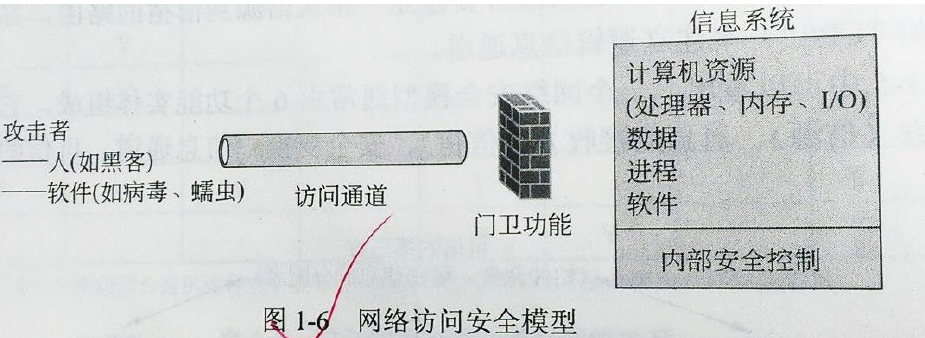 信息系统
计算机资源
(处理器、内存、I/O)
数据
进程
软件
内部安全控制
攻击者
——人(如黑客)
——软件(如病毒、蠕虫)
访问通道
门卫功能
图 1-6 网络访问安全模型